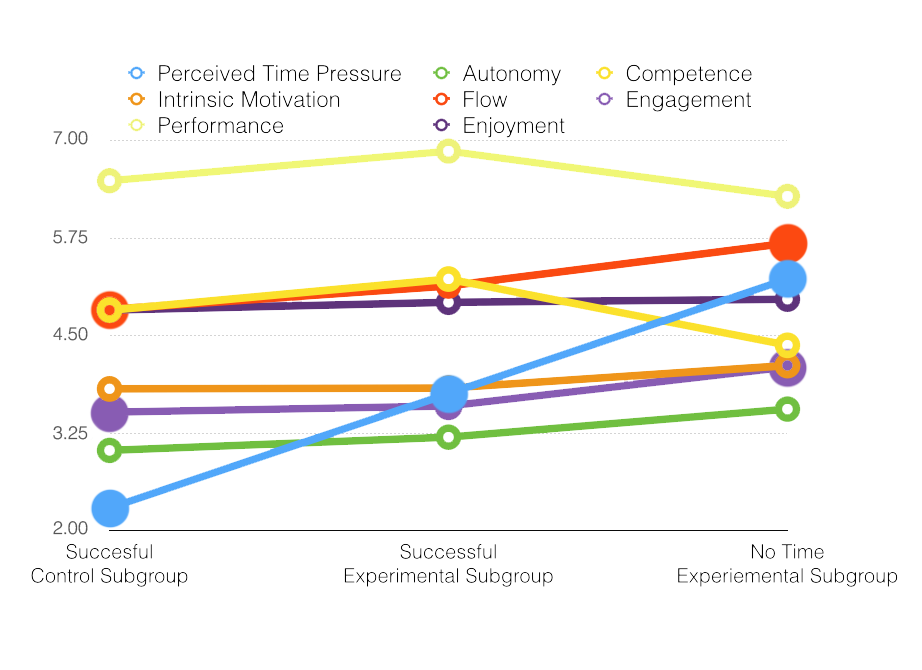 Perceived Time Pressure Autonomy Competence
Intrinsic Motivation Flow Engagement
Performance Enjoyment
7.00
5.75
4.50
3.25
2.00
Succesful Successful No Time
Control Subgroup Experimental Subgroup Experiemental Subgroup